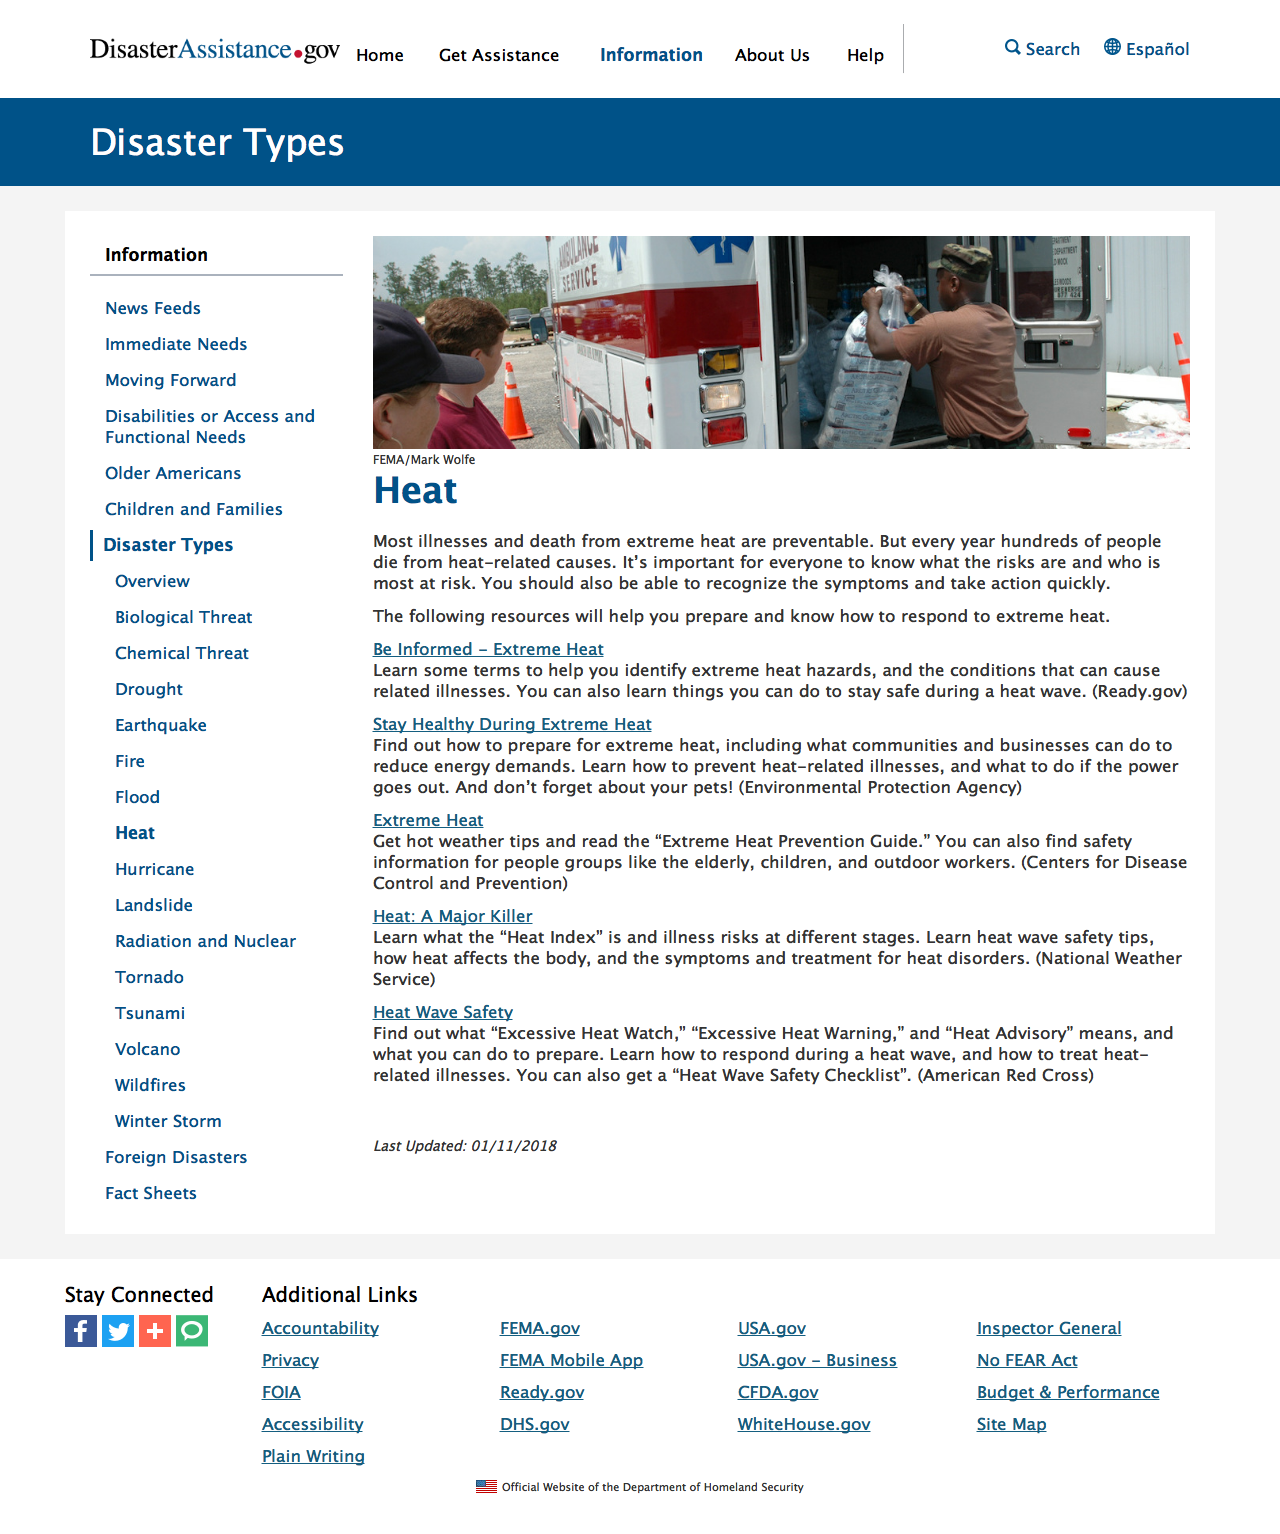 DisasterAssistance.gov Home Get Assistance Information About Us Help Search Español
Disaster Types
Information
News Feeds
Immediate Needs
Moving Forward
Disabilities or Access and
Functional Needs
Older Americans
Children and Families
Disaster Types
Overview
Biological Threat
Chemical Threat
Drought
Earthquake
Fire
Flood
Heat
Hurricane
Landslide
Radiation and Nuclear
Tornado
Tsunami
Volcano
Wildfires
Winter Storm
Foreign Disasters
Fact Sheets
AMBULANCE
SERVICE
FEMA/Mark Wolfe
Heat
Most illnesses and death from extreme heat are preventable. But every year hundreds of people
die from heat-related causes. It’s important for everyone to know what the risks are and who is
most at risk. You should also be able to recognize the symptoms and take action quickly.
The following resources will help you prepare and know how to respond to extreme heat.
Be Informed - Extreme Heat
Learn some terms to help you identify extreme heat hazards, and the conditions that can cause
related illnesses. You can also learn things you can do to stay safe during a heat wave. (Ready.gov)
Stay Healthy During Extreme Heat
Find out how to prepare for extreme heat, including what communities and businesses can do to
reduce energy demands. Learn how to prevent heat-related illnesses, and what to do if the power
goes out. And don’t forget about your pets! (Environmental Protection Agency)
Extreme Heat
Get hot weather tips and read the “Extreme Heat Prevention Guide.” You can also find safety
information for people groups like the elderly, children, and outdoor workers. (Centers for Disease
Control and Prevention)
Heat: A Major Killer
Learn what the “Heat Index” is and illness risks at different stages. Learn heat wave safety tips,
how heat affects the body, and the symptoms and treatment for heat disorders. (National Weather
Service)
Heat Wave Safety
Find out what “Excessive Heat Watch,” “Excessive Heat Warning,” and “Heat Advisory” means, and
what you can do to prepare. Learn how to respond during a heat wave, and how to treat heat-
related illnesses. You can also get a “Heat Wave Safety Checklist”. (American Red Cross)
Last Updated: 01/11/2018
Stay Connected
Additional Links
Accountability
Privacy
FOIA
Accessibility
Plain Writing
FEMA.gov
FEMA Mobile App
Ready.gov
DHS.gov
USA.gov
USA.gov - Business
CFDA.gov
WhiteHouse.gov
Inspector General
No FEAR Act
Budget & Performance
Site Map
Official Website of the Department of Homeland Security